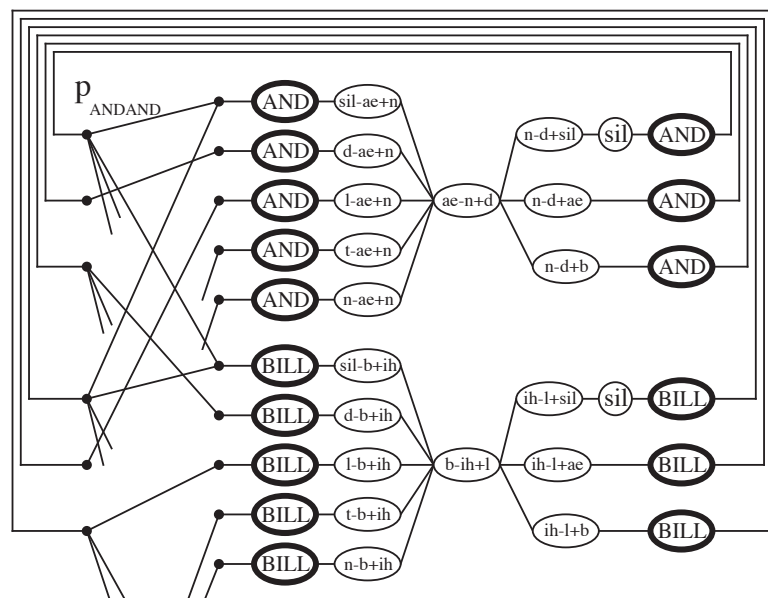 p ANDAND
AND sil-ae+n
n-d+sil sil AND
AND d-ae+n
AND l-ae+n ae-n+d n-d+ae AND
AND t-ae+n
n-d+b AND
AND n-ae+n
BILL sil-b+ih
ih-l+sil sil BILL
BILL d-b+ih
BILL l-b+ih b-ih+l ih-l+ae BILL
BILL t-b+ih
ih-l+b BILL
BILL n-b+ih